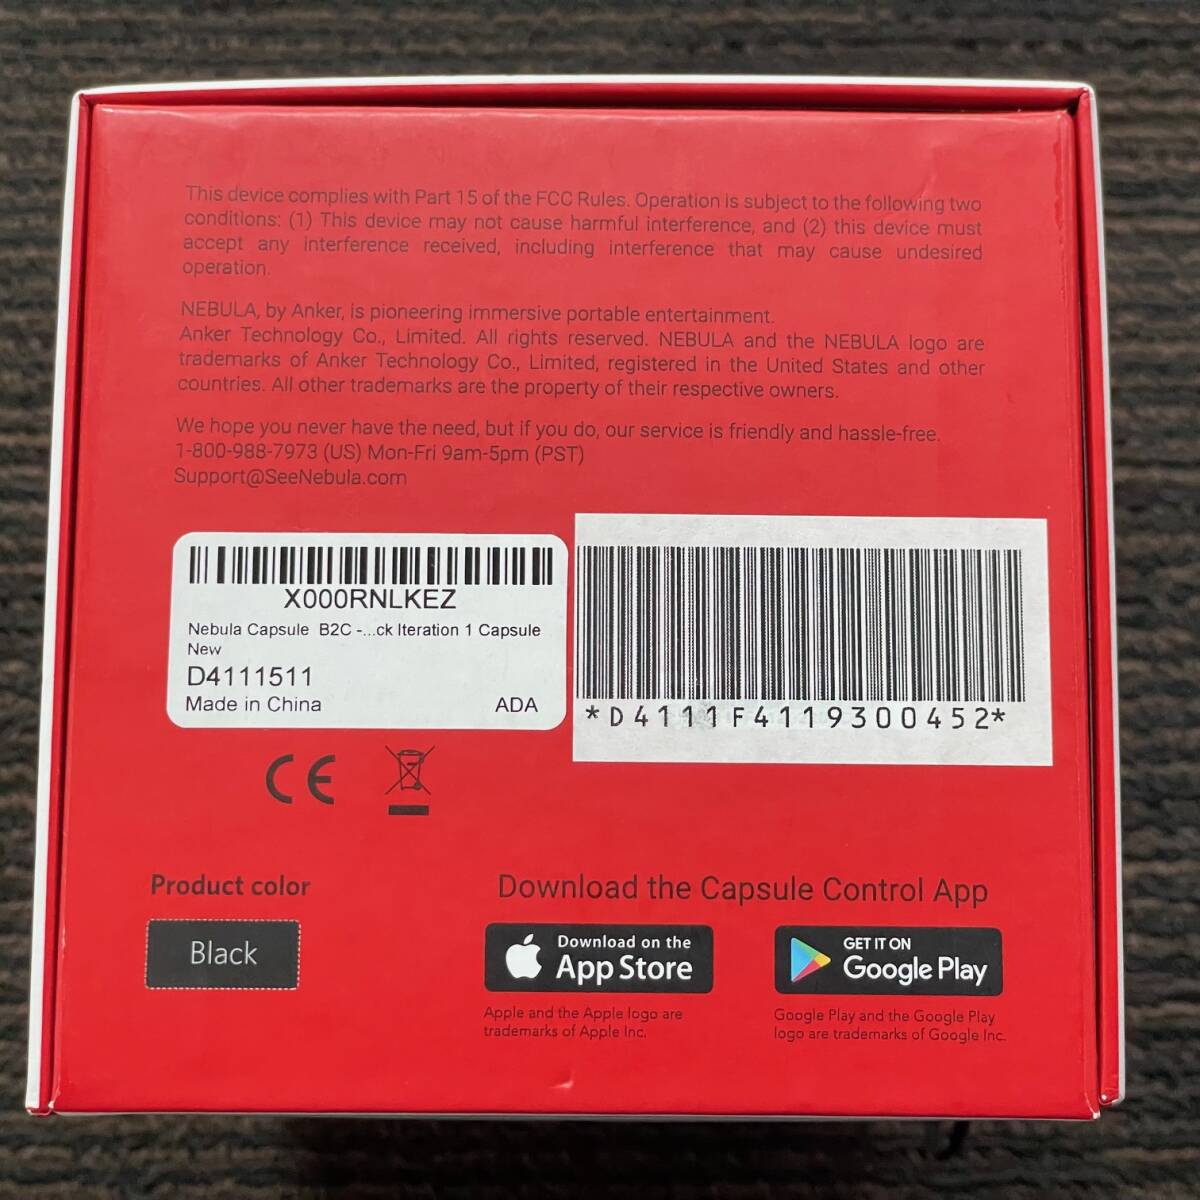 This device complies with Part 15 of the FCC Rules. Operation is subject to the following two
conditions: (1) This device may not cause harmful interference, and (2) this device must
accept any interference received, including interference that may cause undesired
operation.
NEBULA, by Anker, is pioneering immersive portable entertainment.
Anker Technology Co., Limited. All rights reserved. NEBULA and the NEBULA logo are
trademarks of Anker Technology Co., Limited, registered in the United States and other
countries. All other trademarks are the property of their respective owners.
We hope you never have the need, but if you do, our service is friendly and hassle-free.
1-800-988-7973 (US) Mon-Fri 9am-5pm (PST)
Support@SeeNebula.com
X000RNLKEZ
Nebula Capsule B2C -...ck Iteration 1 Capsule
New
D4111511
Made in China ADA
*D4111F4119300452*
CE
Product color
Black
Download the Capsule Control App
Download on the
App Store
Apple and the Apple logo are
trademarks of Apple Inc.
GET IT ON
Google Play
Google Play and the Google Play
logo are trademarks of Google Inc.